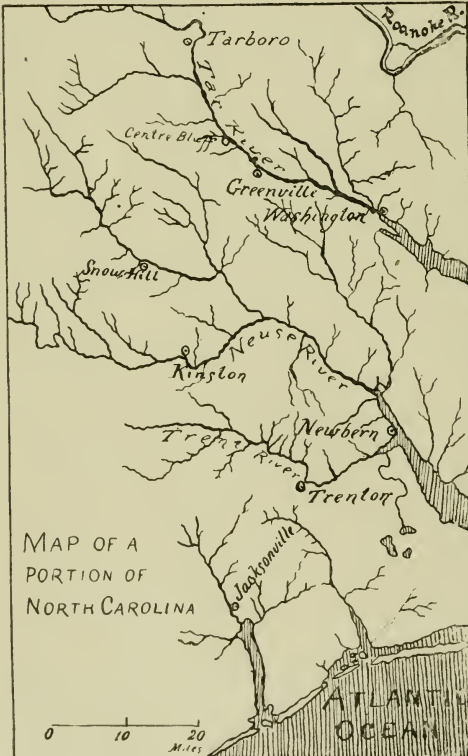 Roanoke R.
Tarboro
Tar River
Centre Bluff
Greenville
Washington
Snow Hill
Neuse River
Kinston
Newbern
Trent River
Trenton
MAP OF A
PORTION OF
NORTH CAROLINA
Jacksonville
ATLANTIC
OCEAN
0 10 20
Miles